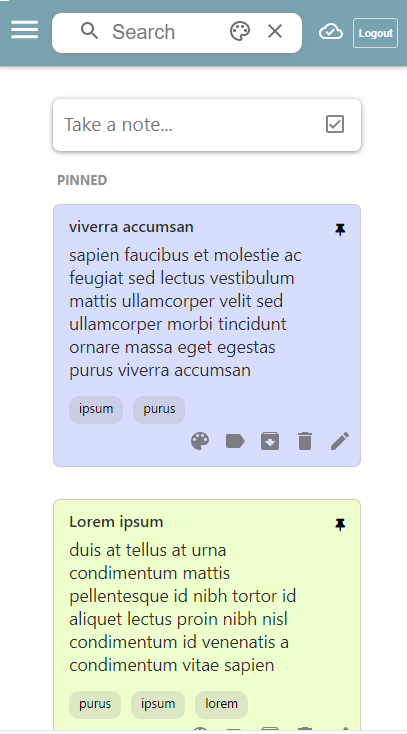 Search
Logout
Take a note...
PINNED
viverra accumsan
sapien faucibus et molestie ac
feugiat sed lectus vestibulum
mattis ullamcorper velit sed
ullamcorper morbi tincidunt
ornare massa eget egestas
purus viverra accumsan
ipsum purus
Lorem ipsum
duis at tellus at urna
condimentum mattis
pellentesque id nibh tortor id
aliquet lectus proin nibh nisl
condimentum id venenatis a
condimentum vitae sapien
purus ipsum lorem